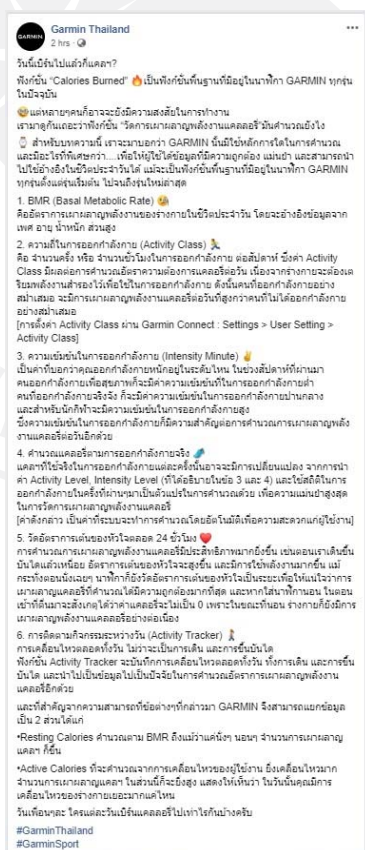 GARMIN
Garmin Thailand
2 hrs ·
วันนี้เบิร์นไปแล้วกี่แคลฯ?
ฟังก์ชั่น “Calories Burned” 🔥เป็นฟังก์ชั่นพื้นฐานที่มีอยู่ในนาฬิกา GARMIN ทุกรุ่น
ในปัจจุบัน
🤔แต่หลายๆคนก็อาจจะยังมีความสงสัยในการทำงาน
เรามาดูกันเถอะว่าฟังก์ชั่น “วัดการเผาผลาญพลังงานแคลลอรี่”มันคำนวณยังไง
⌚ สำหรับบทความนี้ เราจะมาบอกว่า GARMIN นั้นมีใช้หลักการใดในการคำนวณ
และมีอะไรที่พิเศษกว่า.....เพื่อให้ผู้ใช้ได้ข้อมูลที่มีความถูกต้อง แม่นยำ และสามารถนำ
ไปใช้อ้างอิงในชีวิตประจำวันได้ แม้จะเป็นฟังก์ชั่นพื้นฐานที่มีอยู่ในนาฬิกา GARMIN
ทุกรุ่นตั้งแต่รุ่นเริ่มต้น ไปจนถึงรุ่นใหม่ล่าสุด
1. BMR (Basal Metabolic Rate)
คืออัตราการเผาผลาญพลังงานของร่างกายในชีวิตประจำวัน โดยจะอ้างอิงข้อมูลจาก
เพศ อายุ น้ำหนัก ส่วนสูง
2. ความถี่ในการออกกำลังกาย (Activity Class) 🏃
คือ จำนวนครั้ง หรือ จำนวนชั่วโมงในการออกกำลังกาย ต่อสัปดาห์ ซึ่งค่า Activity
Class มีผลต่อการคำนวณอัตราความต้องการแคลอรี่ต่อวัน เนื่องจากร่างกายจะต้องเต
รียมพลังงานสำรองไว้เพื่อใช้ในการออกกำลังกาย ดังนั้นคนที่ออกกำลังกายอย่าง
สม่ำเสมอ จะมีการเผาผลาญพลังงานแคลอรี่ต่อวันที่สูงกว่าคนที่ไม่ได้ออกกำลังกาย
อย่างสม่ำเสมอ
[การตั้งค่า Activity Class ผ่าน Garmin Connect : Settings > User Setting >
Activity Class]
3. ความเข้มข้นในการออกกำลังกาย (Intensity Minute) ✌
เป็นค่าที่บอกว่าคุณออกกำลังกายหนักอยู่ในระดับไหน ในช่วงสัปดาห์ที่ผ่านมา
คนออกกำลังกายเพื่อสุขภาพก็จะมีค่าความเข้มข้นที่ในการออกกำลังกายต่ำ
คนที่ออกกำลังกายจริงจัง ก็จะมีค่าความเข้มข้นในการออกกำลังกายปานกลาง
และสำหรับนักกีฬาจะมีความเข้มข้นในการออกกำลังกายสูง
ซึ่งความเข้มข้นในการออกกำลังกายก็มีความสำคัญต่อการคำนวณการเผาผลาญพลัง
งานแคลอรี่ต่อวันอีกด้วย
4. คำนวณแคลอรี่ตามการออกกำลังกายจริง
แคลฯที่ใช้จริงในการออกกำลังกายแต่ละครั้งนั้นอาจจะมีการเปลี่ยนแปลง จากการนำ
ค่า Activity Level, Intensity Level (ที่ได้อธิบายในข้อ 3 และ 4) และใช้สถิติในการ
ออกกำลังกายในครั้งที่ผ่านๆมาเป็นตัวแปรในการคำนวณด้วย เพื่อความแม่นยำสูงสุด
ในการวัดการเผาผลาญพลังงานแคลอรี่
[ค่าดังกล่าว เป็นค่าที่ระบบจะทำการคำนวณโดยอัตโนมัติเพื่อความสะดวกแก่ผู้ใช้งาน]
5. วัดอัตราการเต้นของหัวใจตลอด 24 ชั่วโมง ❤
การคำนวณการเผาผลาญพลังงานแคลอรี่มีประสิทธิภาพมากยิ่งขึ้น เช่นตอนเราเดินขึ้น
บันไดแล้วเหนื่อย อัตราการเต้นของหัวใจจะสูงขึ้น และมีการใช้พลังงานมากขึ้น แม้
กระทั่งตอนนั่งเฉยๆ นาฬิกาก็ยังวัดอัตราการเต้นของหัวใจเป็นระยะเพื่อให้แน่ใจว่าการ
เผาผลาญแคลอรี่ที่คำนวณได้มีความถูกต้องมากที่สุด และหากใส่นาฬิกานอน ในตอน
เช้าที่ตื่นมาจะสังเกตุได้ว่าค่าแคลอรี่จะไม่เป็น 0 เพราะในขณะที่นอน ร่างกายก็ยังมีการ
เผาผลาญพลังงานแคลอรี่อย่างต่อเนื่อง
6. การติดตามกิจกรรมระหว่างวัน (Activity Tracker) 🚶
การเคลื่อนไหวตลอดทั้งวัน ไม่ว่าจะเป็นการเดิน และการขึ้นบันได
ฟังก์ชั่น Activity Tracker จะบันทึกการเคลื่อนไหวตลอดทั้งวัน ทั้งการเดิน และการขึ้น
บันได และนำไปเป็นข้อมูลไปเป็นปัจจัยในการคำนวณอัตราการเผาผลาญพลังงาน
แคลอรี่อีกด้วย
และที่สำคัญจากความสามารถที่ข้อต่างๆที่กล่าวมา GARMIN จึงสามารถแยกข้อมูล
เป็น 2 ส่วนได้แก่
•Resting Calories คำนวณตาม BMR ถึงแม้ว่าแค่นั่งๆ นอนๆ จำนวนการเผาผลาญ
แคลฯ ก็ขึ้น
•Active Calories ที่จะคำนวณจากการเคลื่อนไหวของผู้ใช้งาน ยิ่งเคลื่อนไหวมาก
จำนวนการเผาผลาญแคลฯ ในส่วนนี้ก็จะยิ่งสูง แสดงให้เห็นว่า ในวันนั้นคุณมีการ
เคลื่อนไหวของร่างกายเยอะมากแค่ไหน
วันเพื่อนๆละ ใครแต่ละวันเบิร์นแคลลอรี่ไปเท่าไรกันบ้างครับ
#GarminThailand
#GarminSport